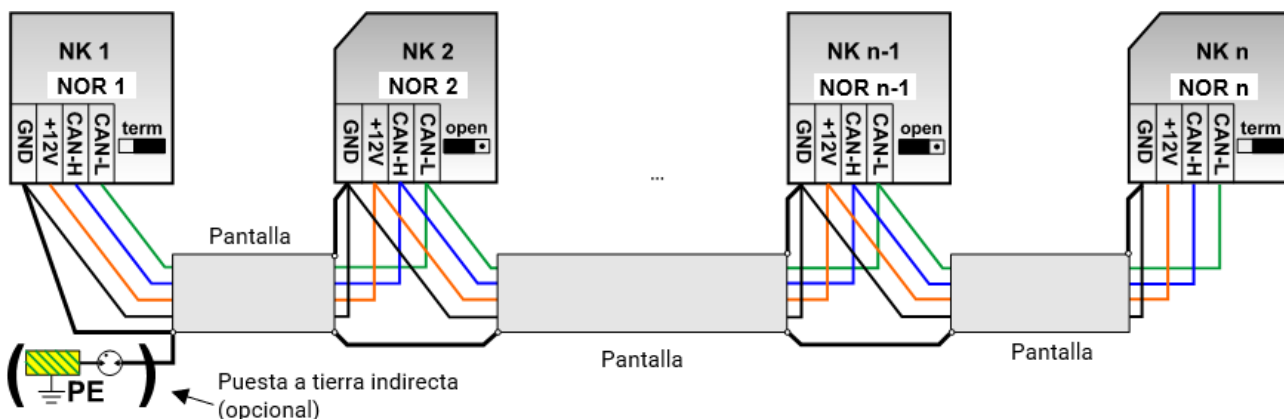 NK 1
NOR 1
GND
+12V
CAN-H
CAN-L
term
NK 2
NOR 2
GND
+12V
CAN-H
CAN-L
open
...
NK n-1
NOR n-1
GND
+12V
CAN-H
CAN-L
open
NK n
NOR n
GND
+12V
CAN-H
CAN-L
term
Pantalla
Pantalla
Pantalla
( PE )
Puesta a tierra indirecta
(opcional)